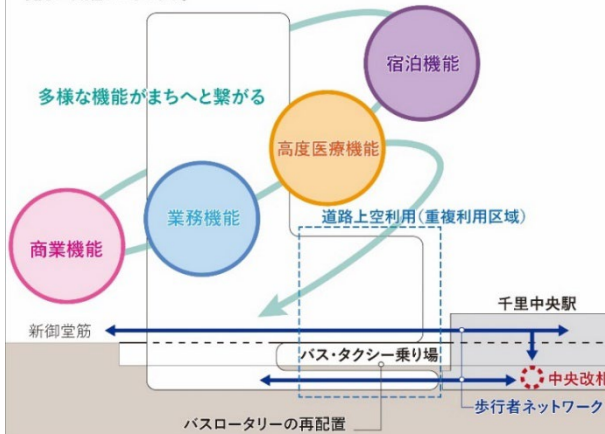 宿泊機能
多様な機能がまちへと繋がる
高度医療機能
業務機能
道路上空利用(重複利用区域)
商業機能
千里中央駅
新御堂筋
バス・タクシー乗り場
中央改札
歩行者ネットワーク
バスロータリーの再配置